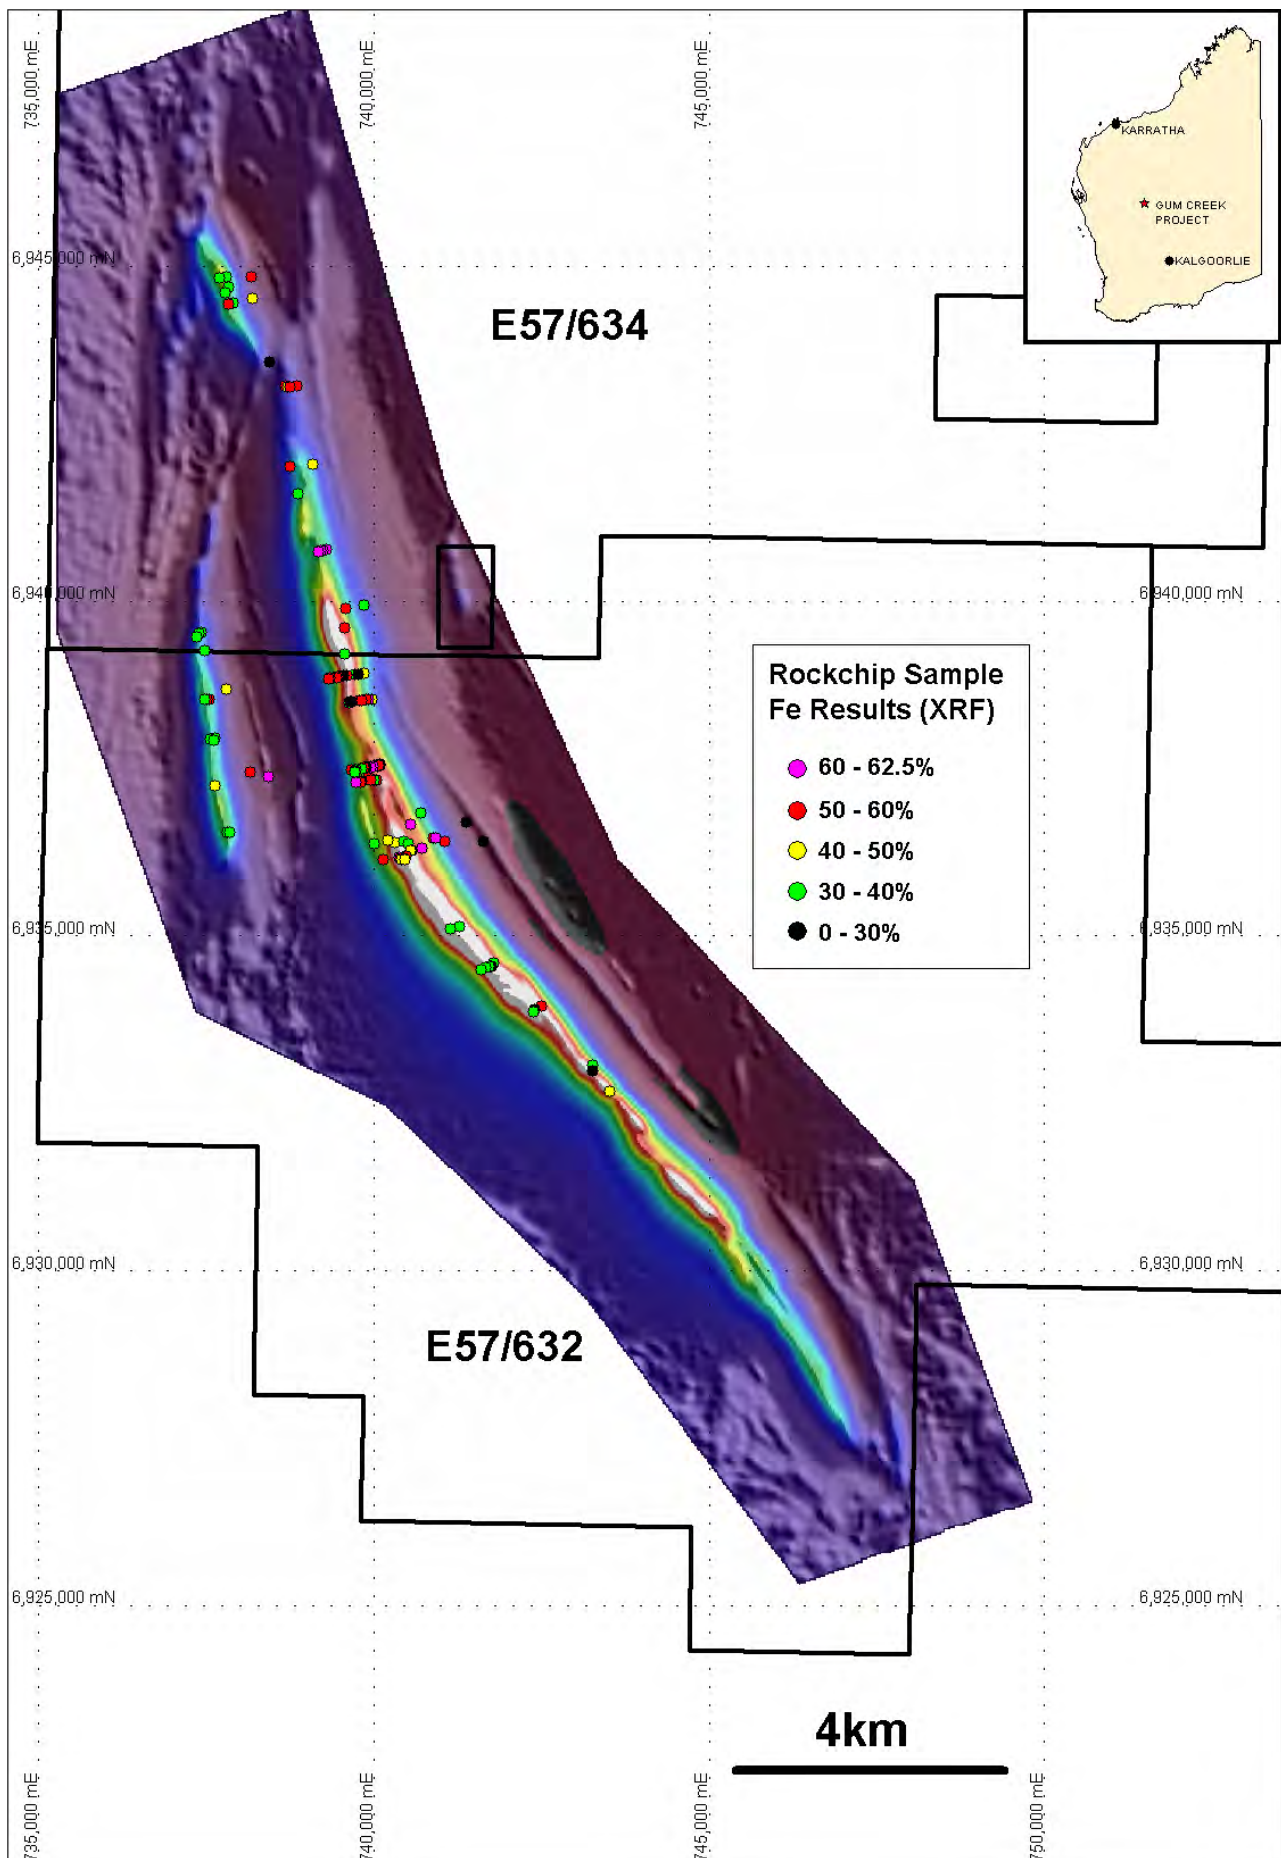 735,000 mE
740,000 mE
745,000 mE
KARRATHA
GUM CREEK
PROJECT
KALGOORLIE
6,945,000 mN
E57/634
6,940,000 mN
6,940,000 mN
Rockchip Sample
Fe Results (XRF)
60 - 62.5%
50 - 60%
40 - 50%
30 - 40%
0 - 30%
6,935,000 mN
6,935,000 mN
6,930,000 mN
6,930,000 mN
E57/632
6,925,000 mN
6,925,000 mN
4km
735,000 mE
740,000 mE
745,000 mE
750,000 mE